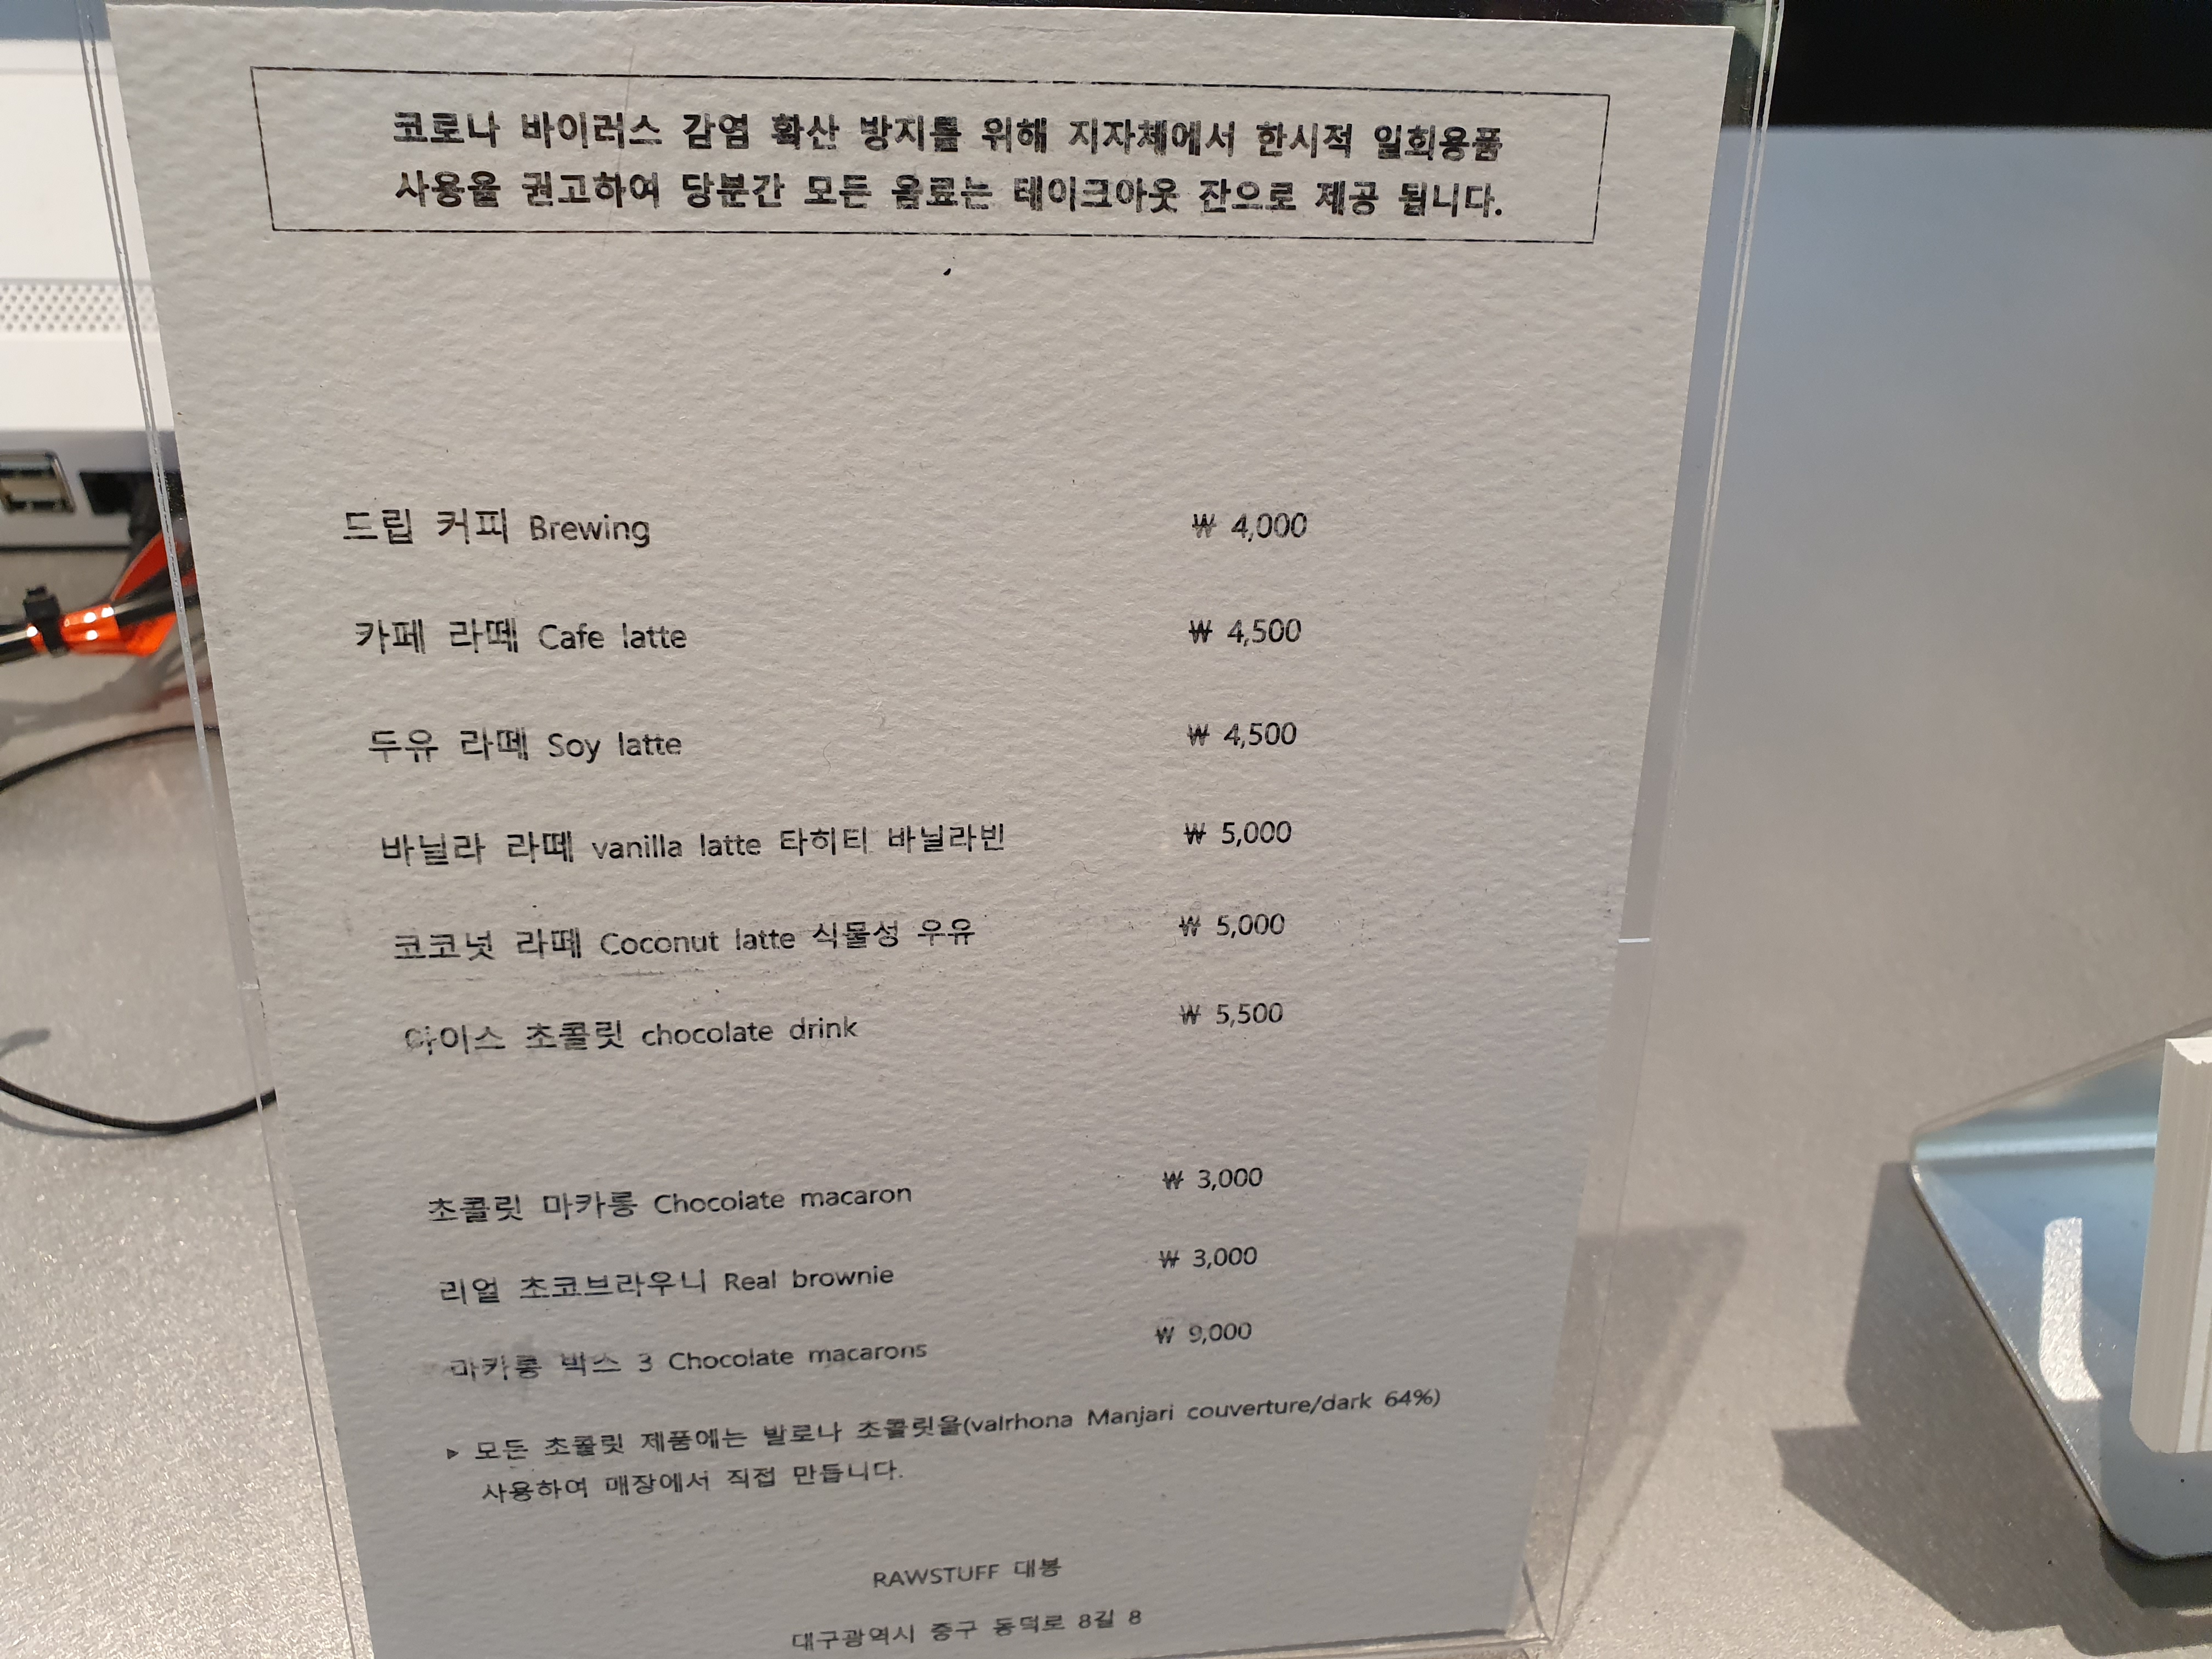 코로나 바이러스 감염 확산 방지를 위해 지자체에서 한시적 일회용품
사용을 권고하여 당분간 모든 음료는 테이크아웃 잔으로 제공 됩니다.
드립 커피 Brewing ₩ 4,000
카페 라떼 Cafe latte ₩ 4,500
두유 라떼 Soy latte ₩ 4,500
바닐라 라떼 vanilla latte 타히티 바닐라빈 ₩ 5,000
코코넛 라떼 Coconut latte 식물성 우유 ₩ 5,000
아이스 초콜릿 chocolate drink ₩ 5,500
초콜릿 마카롱 Chocolate macaron ₩ 3,000
리얼 초코브라우니 Real brownie ₩ 3,000
마카롱 박스 3 Chocolate macarons ₩ 9,000
▹ 모든 초콜릿 제품에는 발로나 초콜릿을(valrhona Manjari couverture/dark 64%)
사용하여 매장에서 직접 만듭니다.
RAWSTUFF 대봉
대구광역시 중구 동덕로 8길 8